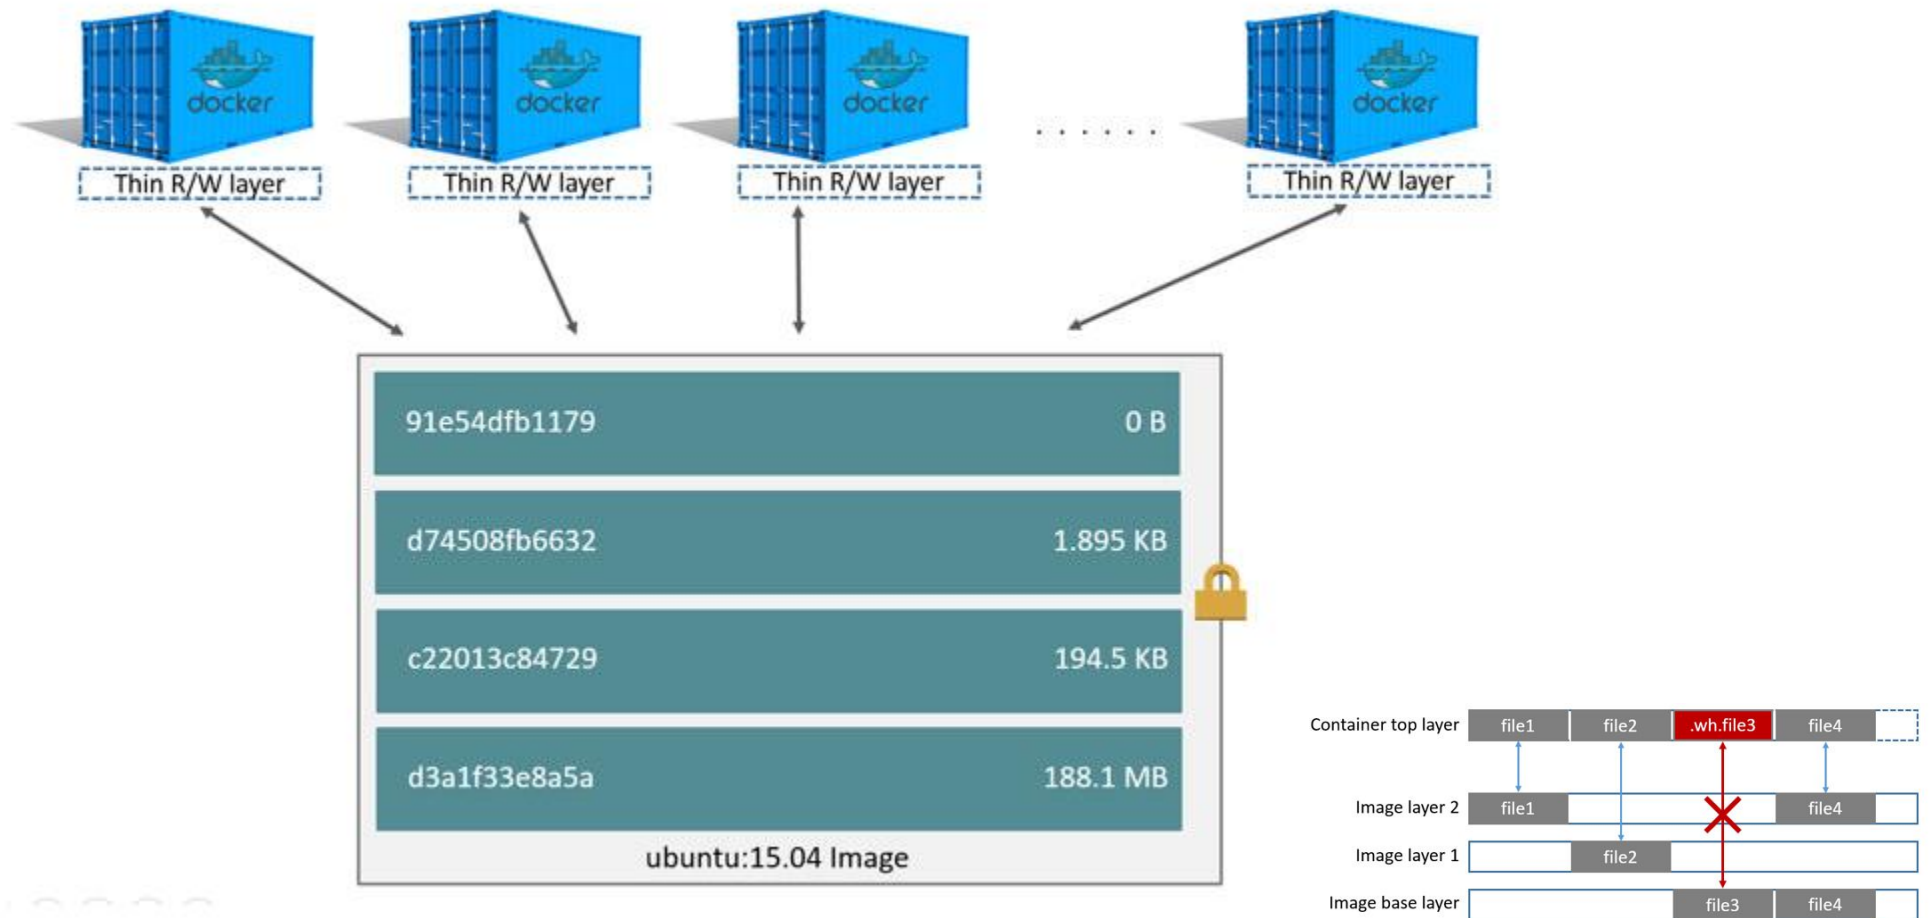 docker docker docker docker
Thin R/W layer Thin R/W layer Thin R/W layer . . . . . . Thin R/W layer
91e54dfb1179 0 B
d74508fb6632 1.895 KB
c22013c84729 194.5 KB
d3a1f33e8a5a 188.1 MB
ubuntu:15.04 Image
Container top layer file1 file2 .wh.file3 file4
Image layer 2 file1 file4
Image layer 1 file2
Image base layer file3 file4